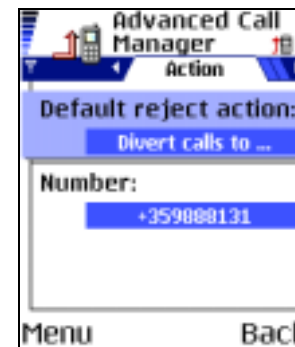 Advanced Call
Manager
Action
Default reject action:
Divert calls to ...
Number:
+359888131
Menu
Back